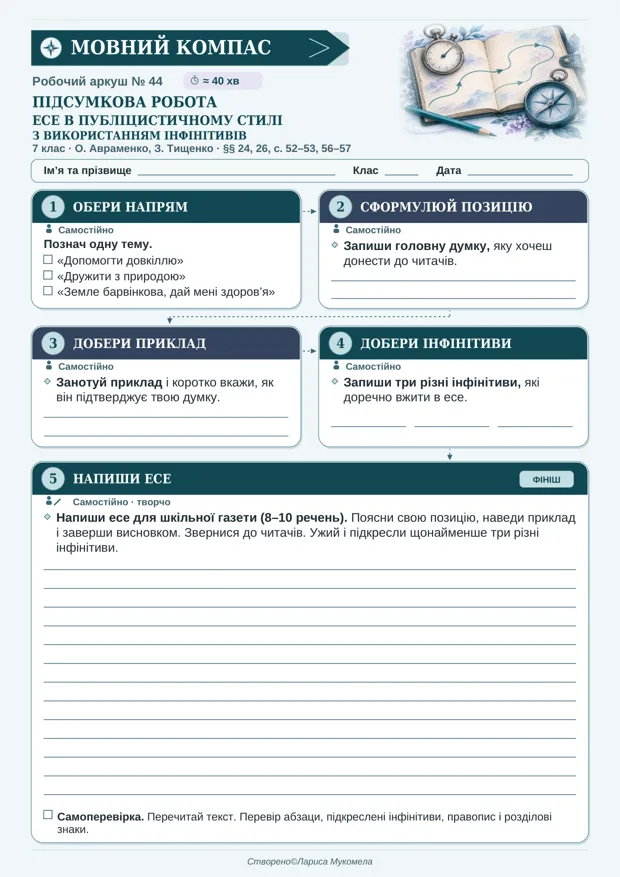 МОВНИЙ КОМПАС
Робочий аркуш № 44
≈ 40 хв
ПІДСУМКОВА РОБОТА
ЕСЕ В ПУБЛІЦИСТИЧНОМУ СТИЛІ
З ВИКОРИСТАННЯМ ІНФІНІТИВІВ
7 клас · О. Авраменко, З. Тищенко · §§ 24, 26, с. 52–53, 56–57
Ім’я та прізвище
Клас
Дата
1 ОБЕРИ НАПРЯМ
Самостійно
Познач одну тему.
«Допомогти довкіллю»
«Дружити з природою»
«Земле барвінкова, дай мені здоров’я»
2 СФОРМУЛЮЙ ПОЗИЦІЮ
Самостійно
Запиши головну думку, яку хочеш
донести до читачів.
3 ДОБЕРИ ПРИКЛАД
Самостійно
Занотуй приклад і коротко вкажи, як
він підтверджує твою думку.
4 ДОБЕРИ ІНФІНІТИВИ
Самостійно
Запиши три різні інфінітиви, які
доречно вжити в есе.
5 НАПИШИ ЕСЕ
ФІНІШ
Самостійно · творчо
Напиши есе для шкільної газети (8–10 речень). Поясни свою позицію, наведи приклад
і заверши висновком. Звернися до читачів. Ужий і підкресли щонайменше три різні
інфінітиви.
Самоперевірка. Перечитай текст. Перевір абзаци, підкреслені інфінітиви, правопис і розділові
знаки.
Створено©Лариса Мукомела